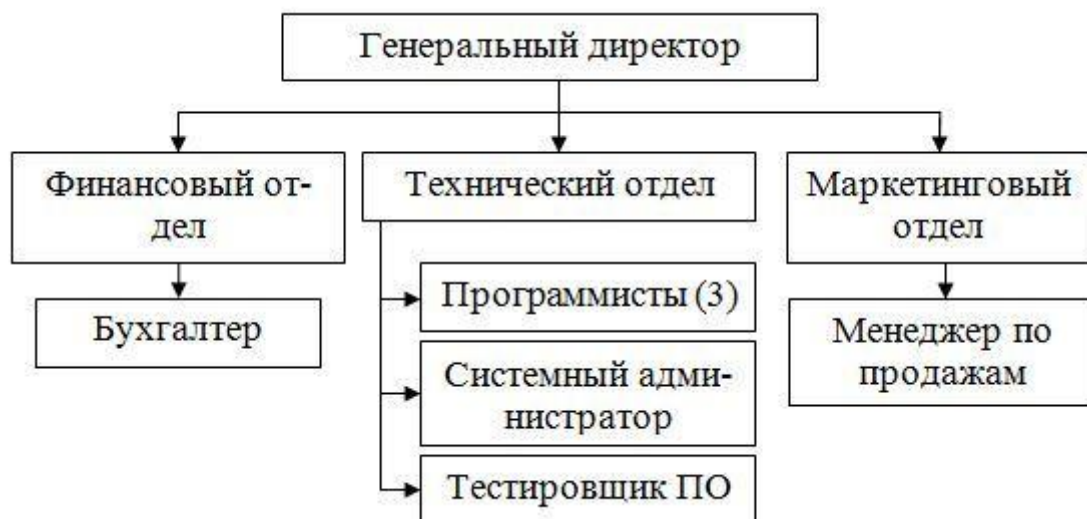 Генеральный директор
Финансовый от-
дел
Технический отдел
Маркетинговый
отдел
Бухгалтер
Программисты (3)
Системный адми-
нистратор
Тестировщик ПО
Менеджер по
продажам